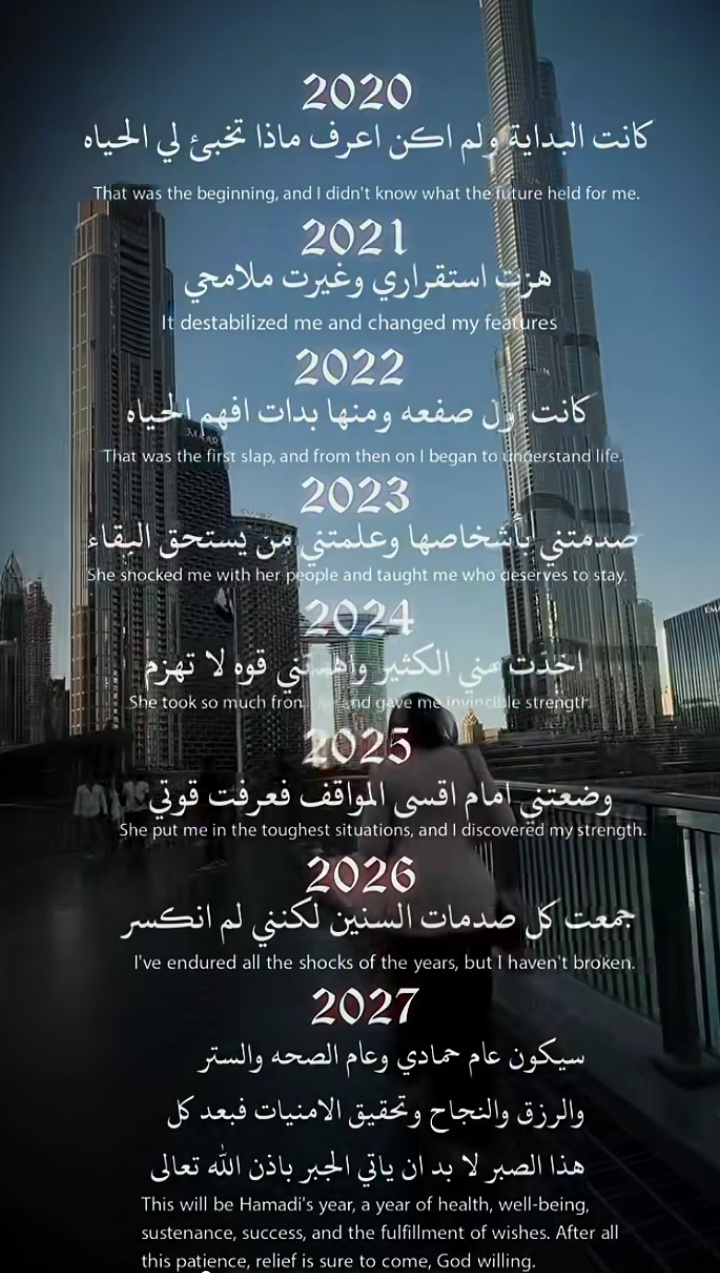 2020
كانت البداية ولم اكن اعرف ماذا تخبئ لي الحياه
That was the beginning, and I didn't know what the future held for me.
2021
هزت استقراري وغيرت ملامحي
It destabilized me and changed my features
2022
كانت اول صفعه ومنها بدات افهم الحياه
That was the first slap, and from then on I began to understand life.
2023
صدمتني بأشخاصها وعلمتني من يستحق البقاء
She shocked me with her people and taught me who deserves to stay.
2024
اخذت مني الكثير واهدتني قوه لا تهزم
She took so much from me and gave me invincible strength.
2025
وضعتني امام اقسى المواقف فعرفت قوتي
She put me in the toughest situations, and I discovered my strength.
2026
جمعت كل صدمات السنين لكنني لم انكسر
I've endured all the shocks of the years, but I haven't broken.
2027
سيكون عام حمادي وعام الصحه والستر
والرزق والنجاح وتحقيق الامنيات فبعد كل
هذا الصبر لا بد ان ياتي الجبر باذن الله تعالى
This will be Hamadi's year, a year of health, well-being,
sustenance, success, and the fulfillment of wishes. After all
this patience, relief is sure to come, God willing.